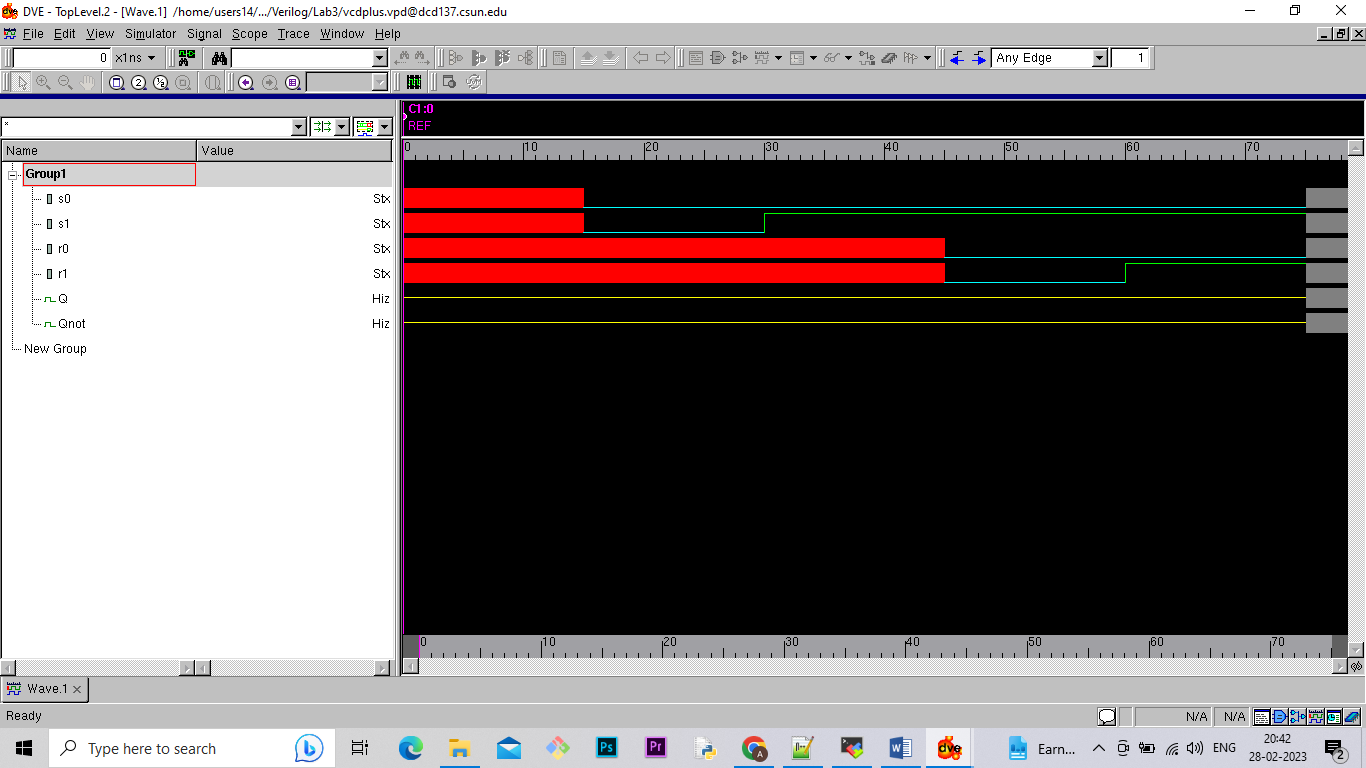 DVE - TopLevel.2 - [Wave.1] /home/users14/.../Verilog/Lab3/vcdplus.vpd@dcd137.csun.edu
File Edit View Simulator Signal Scope Trace Window Help
0 x1ns Any Edge 1
C1:0
REF
*
Name Value
0 10 20 30 40 50 60 70
Group1
s0 Stx
s1 Stx
r0 Stx
r1 Stx
Q Hiz
Qnot Hiz
New Group
0 10 20 30 40 50 60 70
Wave.1
Ready N/A N/A
Type here to search Ps Pr A W dve Earn... ENG 20:42
28-02-2023 2